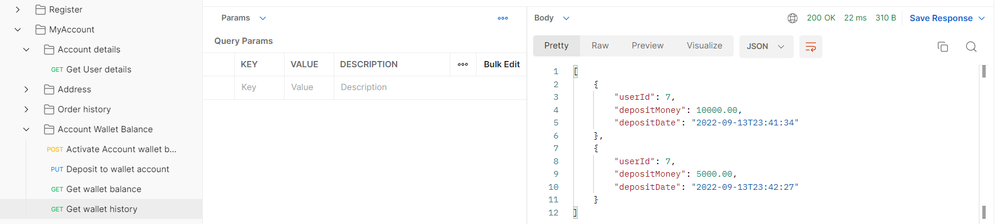 Register
MyAccount
Account details
GET Get User details
Address
Order history
Account Wallet Balance
POST Activate Account wallet b...
PUT Deposit to wallet account
GET Get wallet balance
GET Get wallet history
Params
Query Params
KEY VALUE DESCRIPTION Bulk Edit
Key Value Description
Body 200 OK 22 ms 310 B Save Response
Pretty Raw Preview Visualize JSON
1 [
2 {
3 "userId": 7,
4 "depositMoney": 10000.00,
5 "depositDate": "2022-09-13T23:41:34"
6 },
7 {
8 "userId": 7,
9 "depositMoney": 5000.00,
10 "depositDate": "2022-09-13T23:42:27"
11 }
12 ]